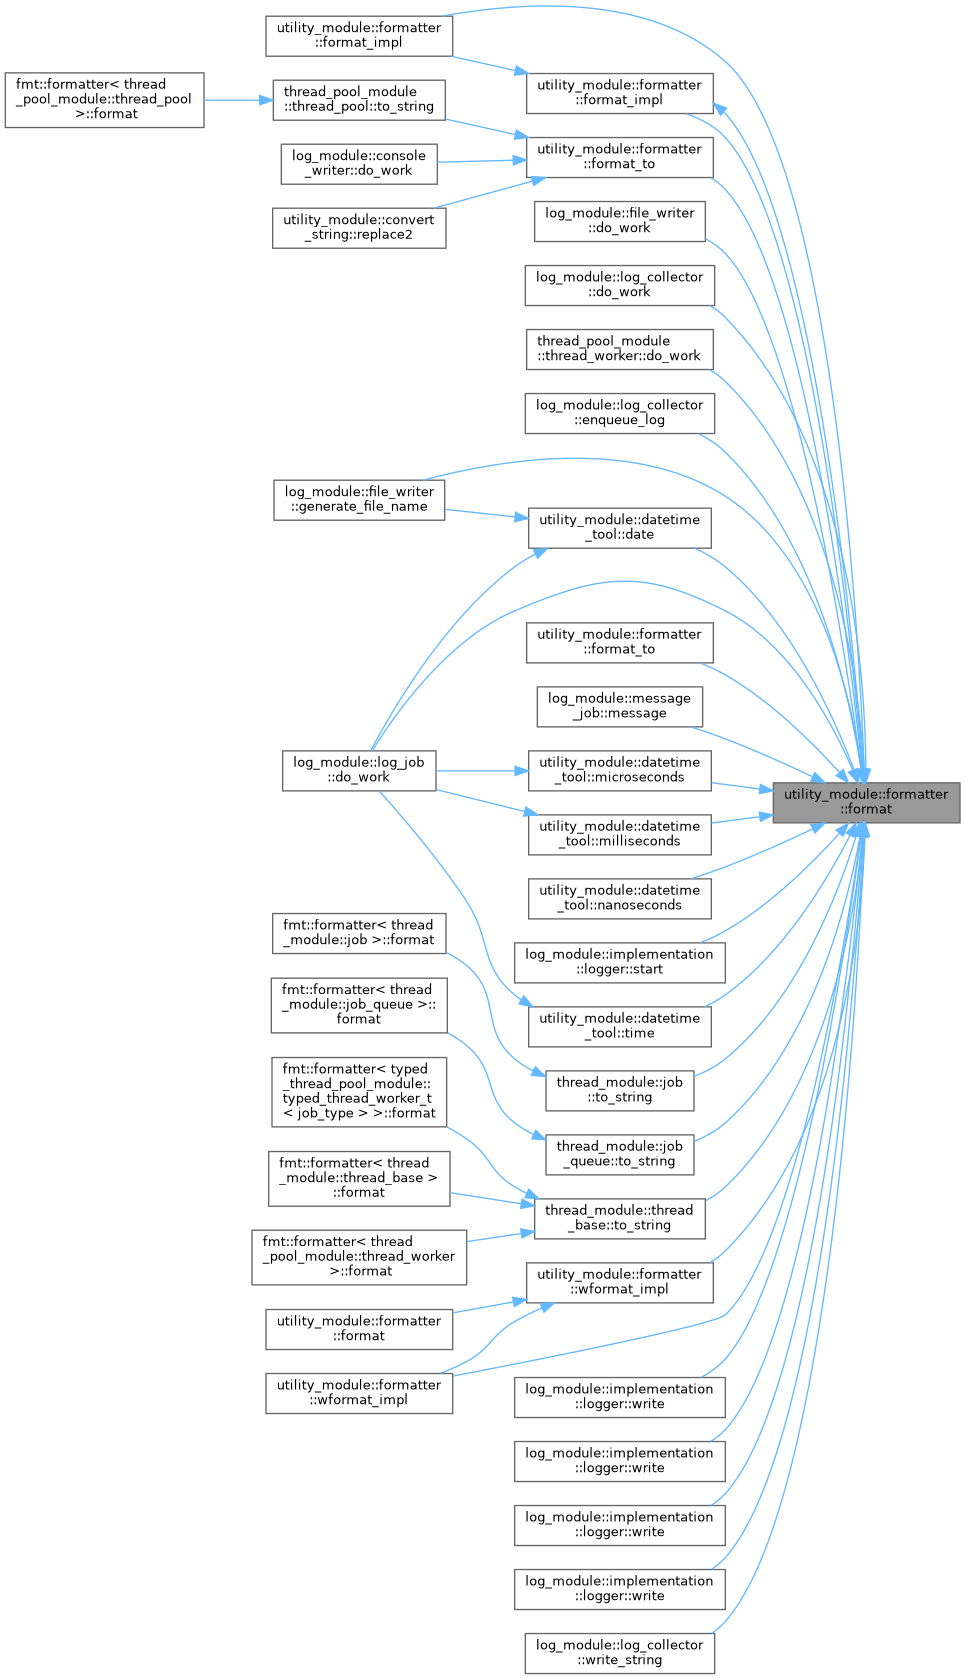 utility_module::formatter
::format_impl
fmt::formatter< thread
_pool_module::thread_pool
>::format
thread_pool_module
::thread_pool::to_string
utility_module::formatter
::format_impl
log_module::console
_writer::do_work
utility_module::formatter
::format_to
utility_module::convert
_string::replace2
log_module::file_writer
::do_work
log_module::log_collector
::do_work
thread_pool_module
::thread_worker::do_work
log_module::log_collector
::enqueue_log
log_module::file_writer
::generate_file_name
utility_module::datetime
_tool::date
utility_module::formatter
::format_to
log_module::message
_job::message
log_module::log_job
::do_work
utility_module::datetime
_tool::microseconds
utility_module::formatter
::format
utility_module::datetime
_tool::milliseconds
utility_module::datetime
_tool::nanoseconds
fmt::formatter< thread
_module::job >::format
log_module::implementation
::logger::start
fmt::formatter< thread
_module::job_queue >::
format
utility_module::datetime
_tool::time
fmt::formatter< typed
_thread_pool_module::
typed_thread_worker_t
< job_type > >::format
thread_module::job
::to_string
thread_module::job
_queue::to_string
fmt::formatter< thread
_module::thread_base >
::format
thread_module::thread
_base::to_string
fmt::formatter< thread
_pool_module::thread_worker
>::format
utility_module::formatter
::wformat_impl
utility_module::formatter
::format
utility_module::formatter
::wformat_impl
log_module::implementation
::logger::write
log_module::implementation
::logger::write
log_module::implementation
::logger::write
log_module::implementation
::logger::write
log_module::log_collector
::write_string